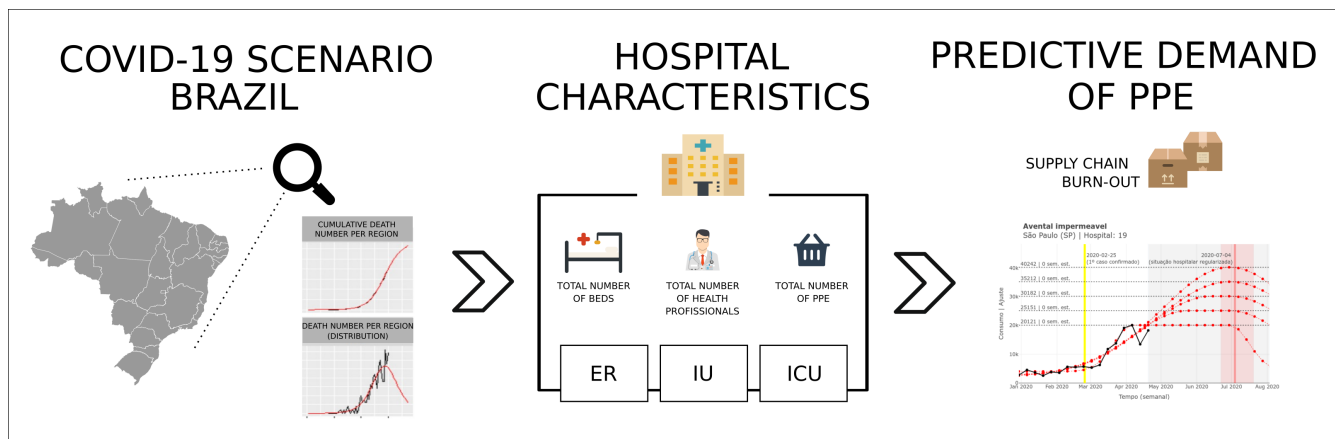 COVID-19 SCENARIO
BRAZIL
CUMULATIVE DEATH
NUMBER PER REGION
DEATH NUMBER PER REGION
(DISTRIBUTION)
HOSPITAL
CHARACTERISTICS
TOTAL NUMBER
OF BEDS
TOTAL NUMBER
OF HEALTH
PROFISSIONALS
TOTAL NUMBER
OF PPE
ER
IU
ICU
PREDICTIVE DEMAND
OF PPE
SUPPLY CHAIN
BURN-OUT
Avental impermeavel
São Paulo (SP) | Hospital: 19
2020-02-25
(1º caso confirmado)
2020-07-04
(situação hospitalar regularizada)
40242 | 0 sem. est.
35212 | 0 sem. est.
30182 | 0 sem. est.
25151 | 0 sem. est.
20121 | 0 sem. est.
Consumo | Ajuste
40k
30k
20k
10k
0
Jan 2020
Feb 2020
Mar 2020
Apr 2020
May 2020
Jun 2020
Jul 2020
Aug 2020
Tempo (semanal)